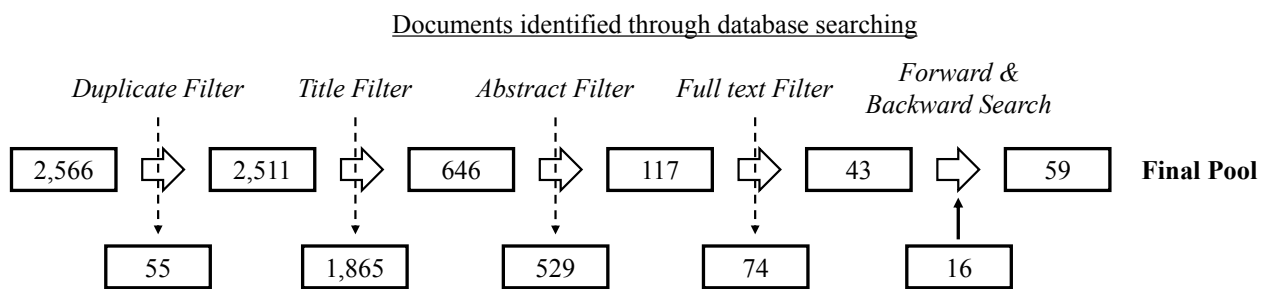 Documents identified through database searching
Duplicate Filter
Title Filter
Abstract Filter
Full text Filter
Forward &
Backward Search
2,566
2,511
646
117
43
59
Final Pool
55
1,865
529
74
16